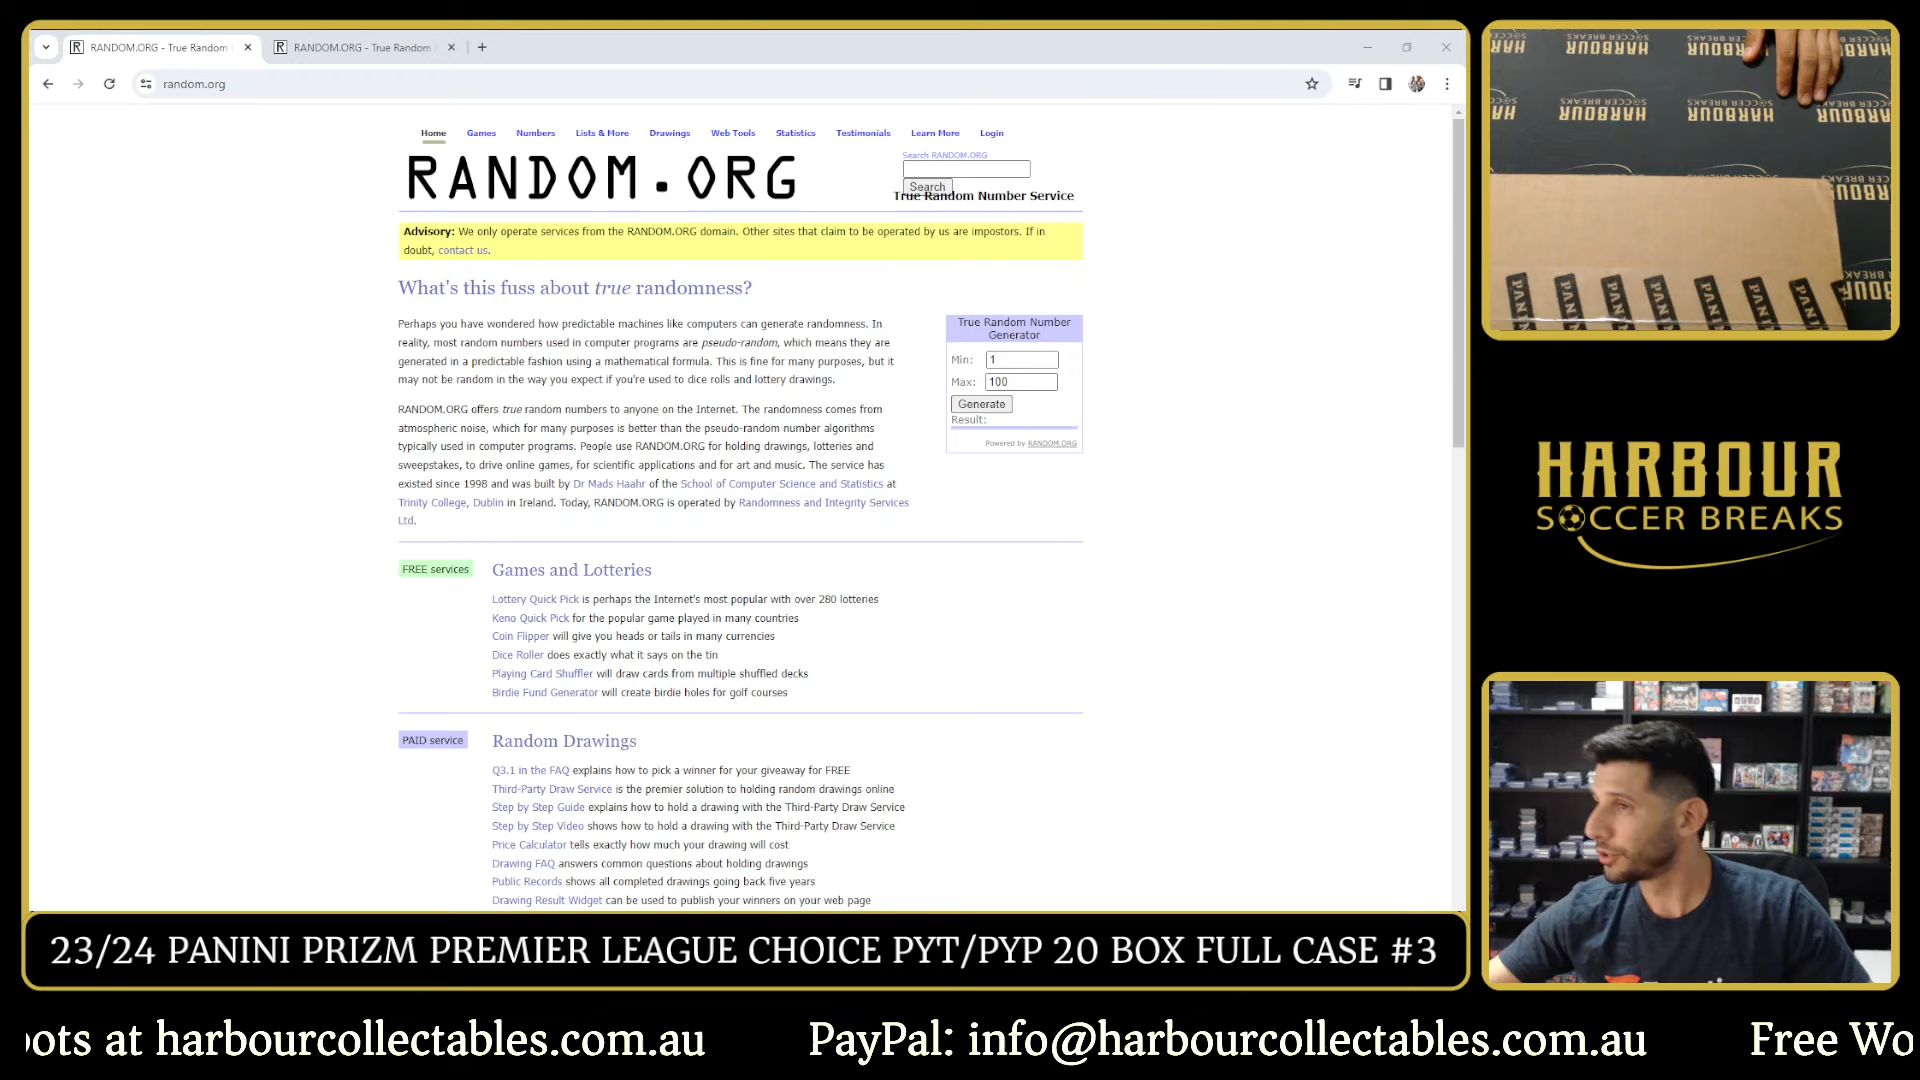 RANDOM.ORG - True Random
RANDOM.ORG - True Random
random.org
Home Games Numbers Lists & More Drawings Web Tools Statistics Testimonials Learn More Login
RANDOM.ORG
Search RANDOM.ORG
Search
True Random Number Service
Advisory: We only operate services from the RANDOM.ORG domain. Other sites that claim to be operated by us are impostors. If in
doubt, contact us.
What's this fuss about true randomness?
Perhaps you have wondered how predictable machines like computers can generate randomness. In
reality, most random numbers used in computer programs are pseudo-random, which means they are
generated in a predictable fashion using a mathematical formula. This is fine for many purposes, but it
may not be random in the way you expect if you're used to dice rolls and lottery drawings.
RANDOM.ORG offers true random numbers to anyone on the Internet. The randomness comes from
atmospheric noise, which for many purposes is better than the pseudo-random number algorithms
typically used in computer programs. People use RANDOM.ORG for holding drawings, lotteries and
sweepstakes, to drive online games, for scientific applications and for art and music. The service has
existed since 1998 and was built by Dr Mads Haahr of the School of Computer Science and Statistics at
Trinity College, Dublin in Ireland. Today, RANDOM.ORG is operated by Randomness and Integrity Services
Ltd.
True Random Number
Generator
Min: 1
Max: 100
Generate
Result:
Powered by RANDOM.ORG
FREE services
Games and Lotteries
Lottery Quick Pick is perhaps the Internet's most popular with over 280 lotteries
Keno Quick Pick for the popular game played in many countries
Coin Flipper will give you heads or tails in many currencies
Dice Roller does exactly what it says on the tin
Playing Card Shuffler will draw cards from multiple shuffled decks
Birdie Fund Generator will create birdie holes for golf courses
PAID service
Random Drawings
Q3.1 in the FAQ explains how to pick a winner for your giveaway for FREE
Third-Party Draw Service is the premier solution to holding random drawings online
Step by Step Guide explains how to hold a drawing with the Third-Party Draw Service
Step by Step Video shows how to hold a drawing with the Third-Party Draw Service
Price Calculator tells exactly how much your drawing will cost
Drawing FAQ answers common questions about holding drawings
Public Records shows all completed drawings going back five years
Drawing Result Widget can be used to publish your winners on your web page
HARBOUR
SOCCER BREAKS
23/24 PANINI PRIZM PREMIER LEAGUE CHOICE PYT/PYP 20 BOX FULL CASE #3
ots at harbourcollectables.com.au PayPal: info@harbourcollectables.com.au Free Wo